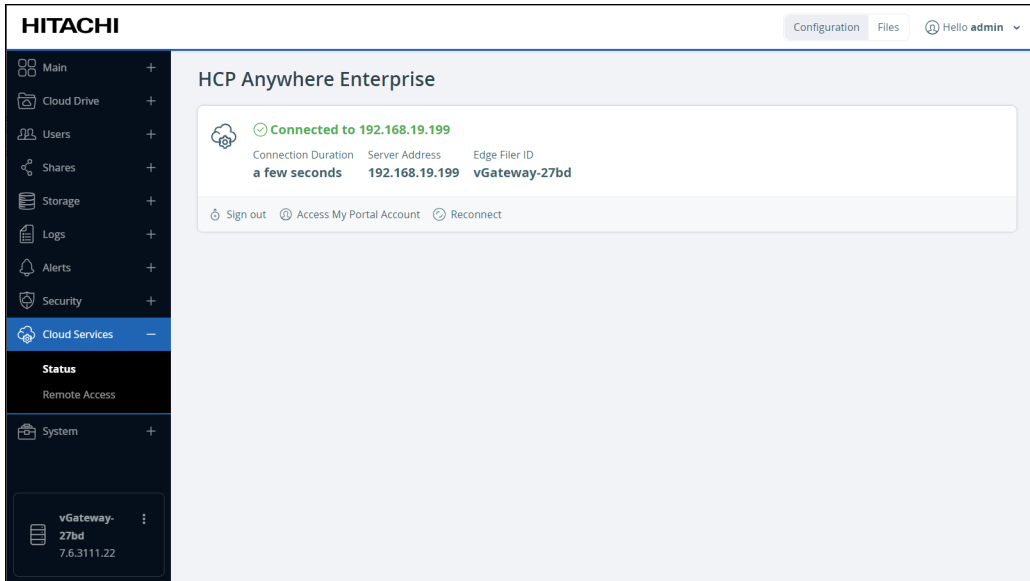 HITACHI
Configuration Files Hello admin
Main
Cloud Drive
Users
Shares
Storage
Logs
Alerts
Security
Cloud Services
Status
Remote Access
System
vGateway-
27bd
7.6.3111.22
HCP Anywhere Enterprise
Connected to 192.168.19.199
Connection Duration Server Address Edge Filer ID
a few seconds 192.168.19.199 vGateway-27bd
Sign out Access My Portal Account Reconnect